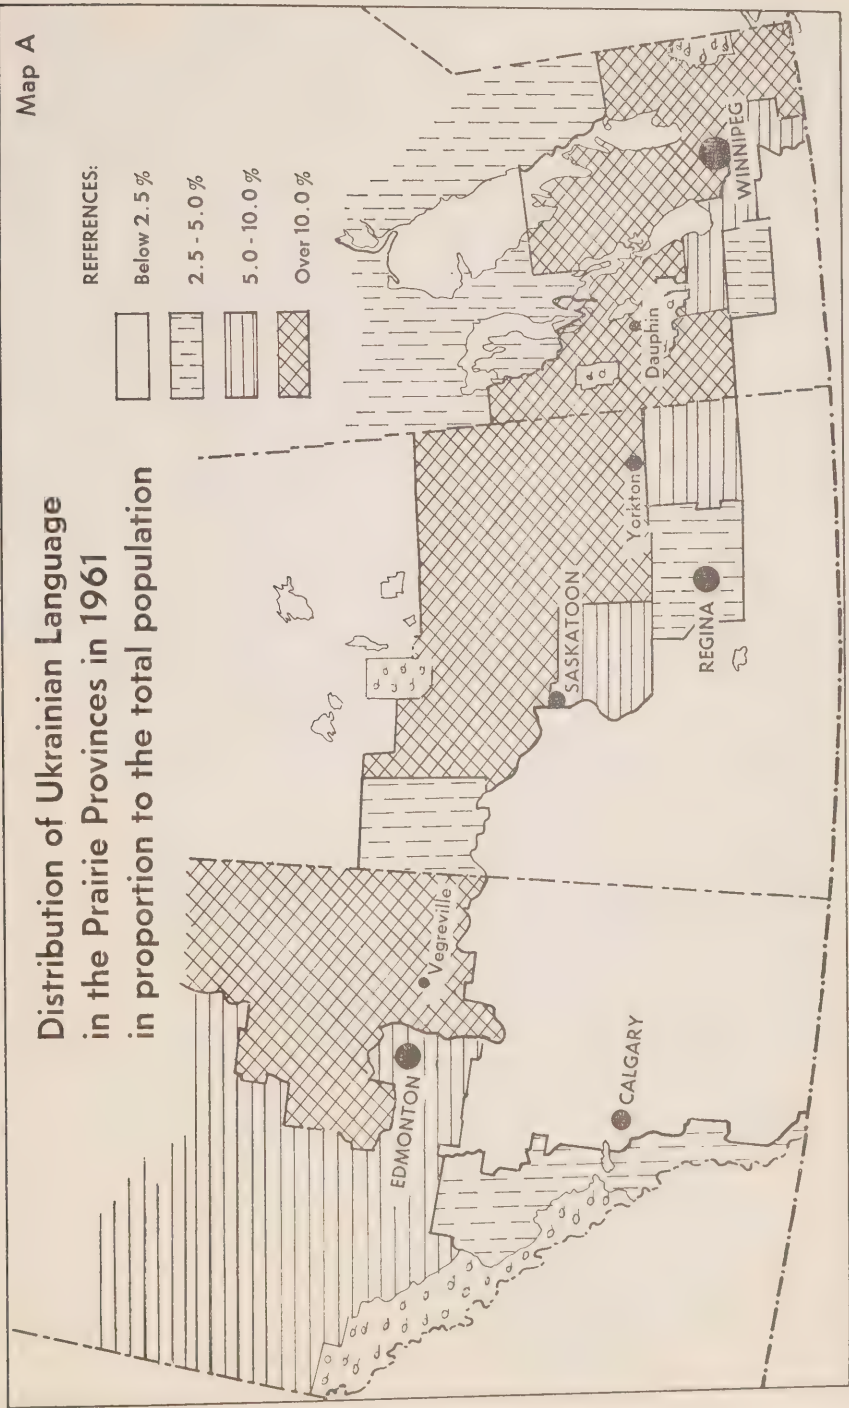 Map A
Distribution of Ukrainian Language
in the Prairie Provinces in 1961
in proportion to the total population
REFERENCES:
Below 2.5%
2.5 - 5.0%
5.0 - 10.0%
Over 10.0%
EDMONTON
Vegreville
CALGARY
SASKATOON
REGINA
Yorkton
Dauphin
WINNIPEG